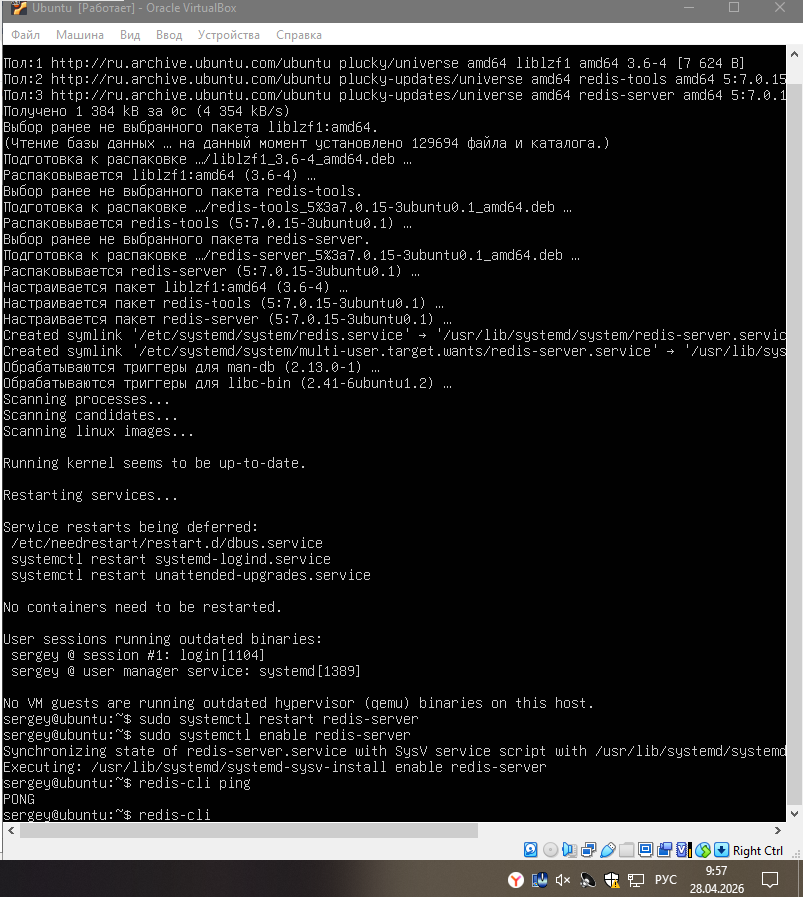 Ubuntu [Работает] - Oracle VirtualBox
Файл Машина Вид Ввод Устройства Справка
Пол:1 http://ru.archive.ubuntu.com/ubuntu plucky/universe amd64 liblzf1 amd64 3.6-4 [7 624 B]
Пол:2 http://ru.archive.ubuntu.com/ubuntu plucky-updates/universe amd64 redis-tools amd64 5:7.0.15
Пол:3 http://ru.archive.ubuntu.com/ubuntu plucky-updates/universe amd64 redis-server amd64 5:7.0.1
Получено 1 384 kB за 0с (4 354 kB/s)
Выбор ранее не выбранного пакета liblzf1:amd64.
(Чтение базы данных … на данный момент установлено 129694 файла и каталога.)
Подготовка к распаковке …/liblzf1_3.6-4_amd64.deb …
Распаковывается liblzf1:amd64 (3.6-4) …
Выбор ранее не выбранного пакета redis-tools.
Подготовка к распаковке …/redis-tools_5%3a7.0.15-3ubuntu0.1_amd64.deb …
Распаковывается redis-tools (5:7.0.15-3ubuntu0.1) …
Выбор ранее не выбранного пакета redis-server.
Подготовка к распаковке …/redis-server_5%3a7.0.15-3ubuntu0.1_amd64.deb …
Распаковывается redis-server (5:7.0.15-3ubuntu0.1) …
Настраивается пакет liblzf1:amd64 (3.6-4) …
Настраивается пакет redis-tools (5:7.0.15-3ubuntu0.1) …
Настраивается пакет redis-server (5:7.0.15-3ubuntu0.1) …
Created symlink '/etc/systemd/system/redis.service' → '/usr/lib/systemd/system/redis-server.servic
Created symlink '/etc/systemd/system/multi-user.target.wants/redis-server.service' → '/usr/lib/sys
Обрабатываются триггеры для man-db (2.13.0-1) …
Обрабатываются триггеры для libc-bin (2.41-6ubuntu1.2) …
Scanning processes...
Scanning candidates...
Scanning linux images...
Running kernel seems to be up-to-date.
Restarting services...
Service restarts being deferred:
/etc/needrestart/restart.d/dbus.service
systemctl restart systemd-logind.service
systemctl restart unattended-upgrades.service
No containers need to be restarted.
User sessions running outdated binaries:
sergey @ session #1: login[1104]
sergey @ user manager service: systemd[1389]
No VM guests are running outdated hypervisor (qemu) binaries on this host.
sergey@ubuntu:~$ sudo systemctl restart redis-server
sergey@ubuntu:~$ sudo systemctl enable redis-server
Synchronizing state of redis-server.service with SysV service script with /usr/lib/systemd/systemd
Executing: /usr/lib/systemd/systemd-sysv-install enable redis-server
sergey@ubuntu:~$ redis-cli ping
PONG
sergey@ubuntu:~$ redis-cli
Right Ctrl
РУС
9:57
28.04.2026